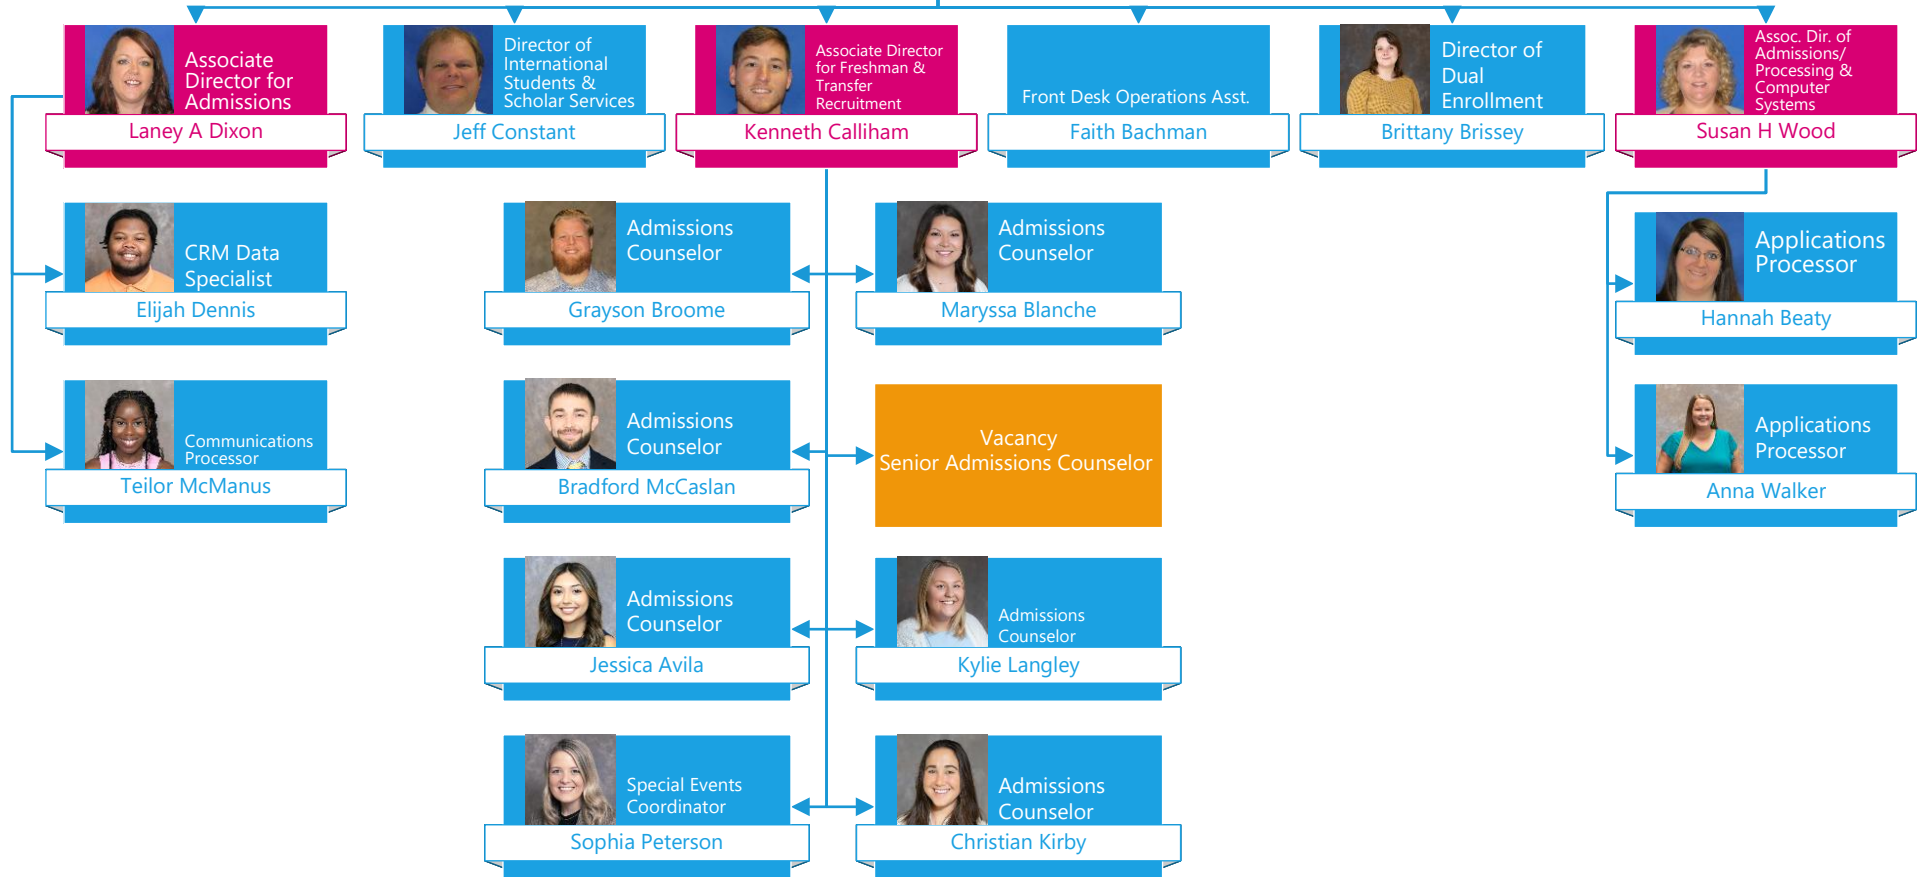 Associate
Director for
Admissions
Laney A Dixon
Director of
International
Students &
Scholar Services
Jeff Constant
Associate Director
for Freshman &
Transfer
Recruitment
Kenneth Calliham
Front Desk Operations Asst.
Faith Bachman
Director of
Dual
Enrollment
Brittany Brissey
Assoc. Dir. of
Admissions/
Processing &
Computer
Systems
Susan H Wood
CRM Data
Specialist
Elijah Dennis
Admissions
Counselor
Grayson Broome
Admissions
Counselor
Maryssa Blanche
Applications
Processor
Hannah Beaty
Communications
Processor
Teilor McManus
Admissions
Counselor
Bradford McCaslan
Vacancy
Senior Admissions Counselor
Applications
Processor
Anna Walker
Admissions
Counselor
Jessica Avila
Admissions
Counselor
Kylie Langley
Special Events
Coordinator
Sophia Peterson
Admissions
Counselor
Christian Kirby